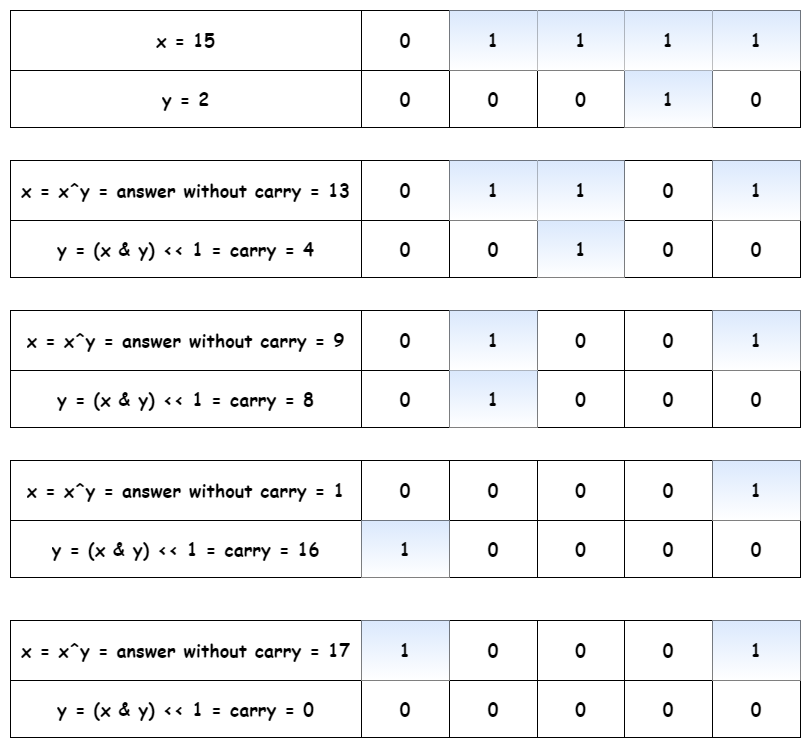 x = 15 0 1 1 1 1
y = 2 0 0 0 1 0
x = x^y = answer without carry = 13 0 1 1 0 1
y = (x & y) << 1 = carry = 4 0 0 1 0 0
x = x^y = answer without carry = 9 0 1 0 0 1
y = (x & y) << 1 = carry = 8 0 1 0 0 0
x = x^y = answer without carry = 1 0 0 0 0 1
y = (x & y) << 1 = carry = 16 1 0 0 0 0
x = x^y = answer without carry = 17 1 0 0 0 1
y = (x & y) << 1 = carry = 0 0 0 0 0 0